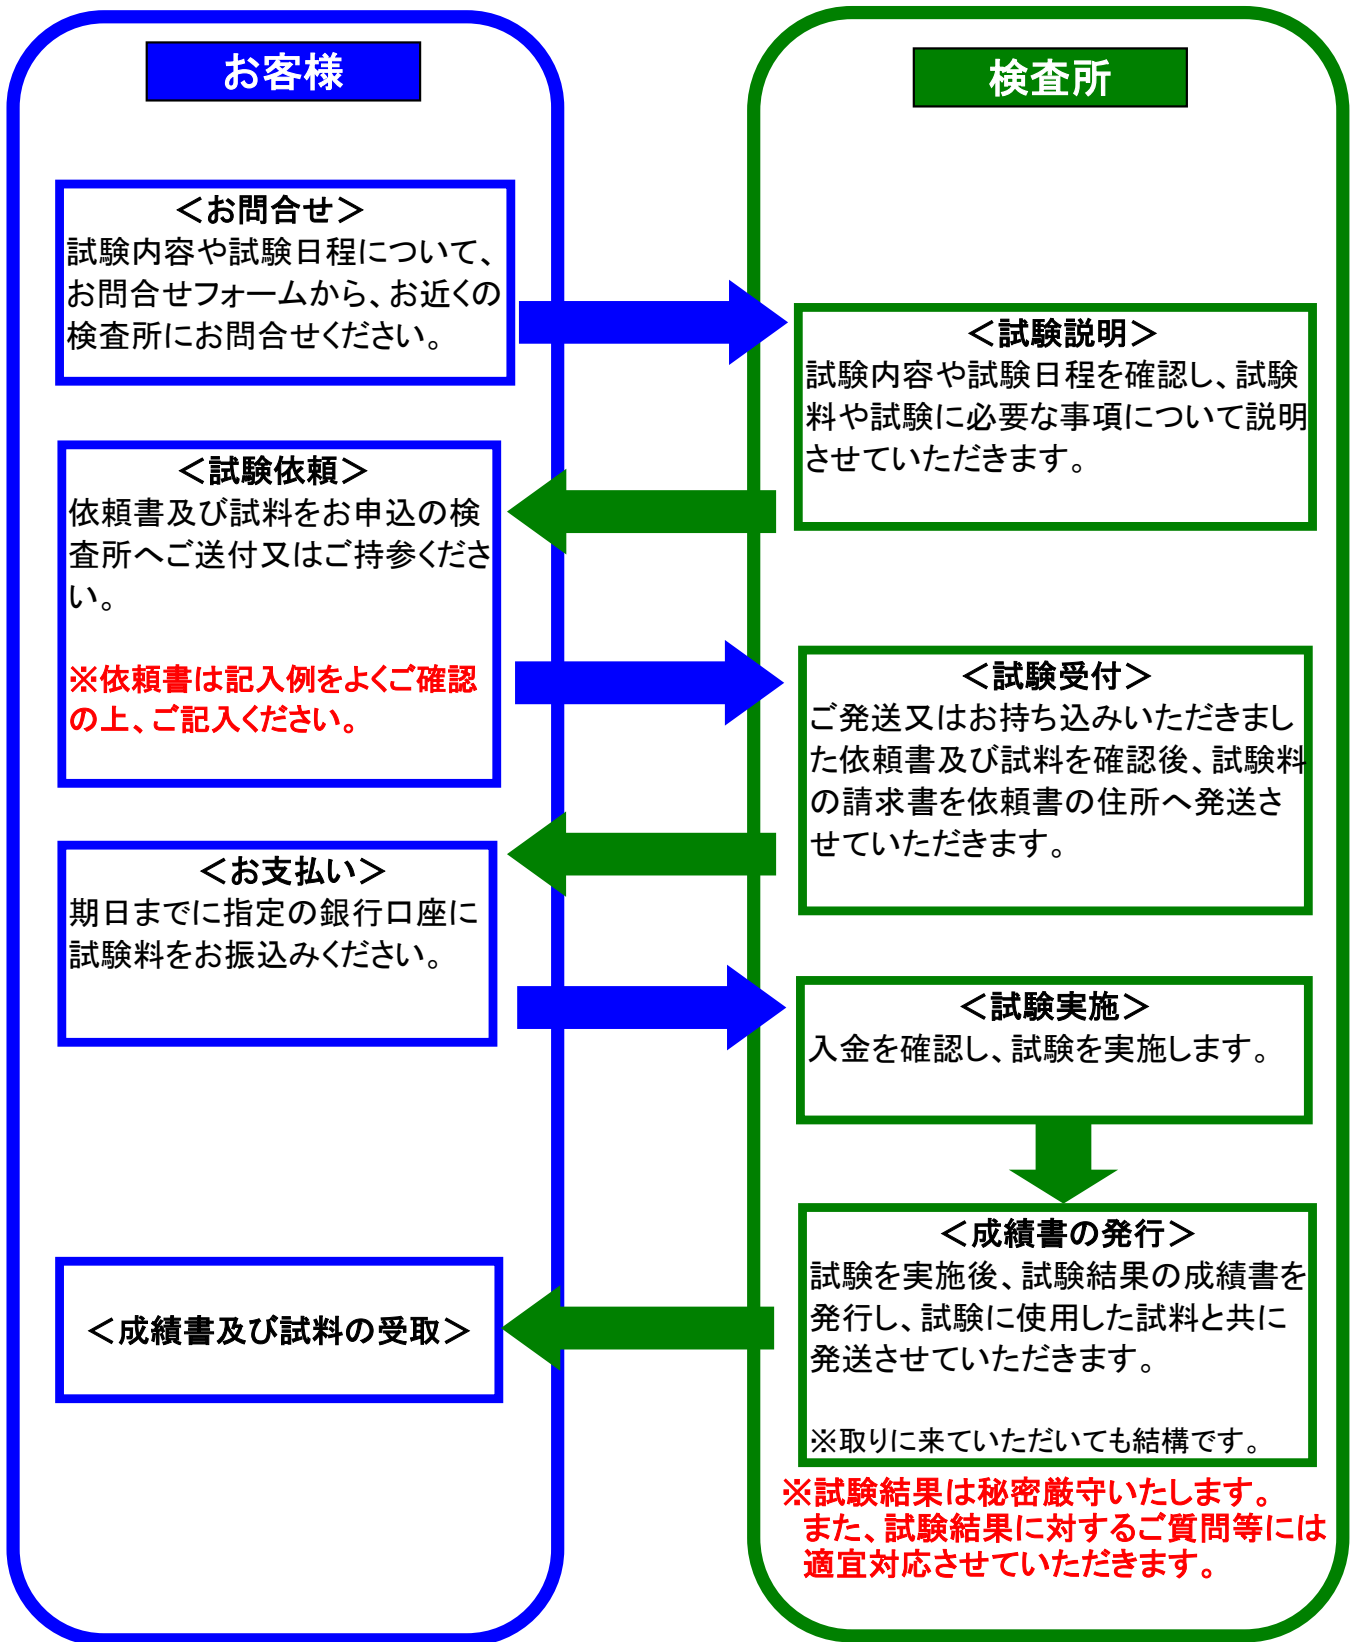 お客様
検査所
＜お問合せ＞
試験内容や試験日程について、
お問合せフォームから、お近くの
検査所にお問合せください。
＜試験説明＞
試験内容や試験日程を確認し、試験
料や試験に必要な事項について説明
させていただきます。
＜試験依頼＞
依頼書及び試料をお申込の検
査所へご送付又はご持参くださ
い。
※依頼書は記入例をよくご確認
の上、ご記入ください。
＜試験受付＞
ご発送又はお持ち込みいただきまし
た依頼書及び試料を確認後、試験料
の請求書を依頼書の住所へ発送さ
せていただきます。
＜お支払い＞
期日までに指定の銀行口座に
試験料をお振込みください。
＜試験実施＞
入金を確認し、試験を実施します。
＜成績書の発行＞
試験を実施後、試験結果の成績書を
発行し、試験に使用した試料と共に
発送させていただきます。
※取りに来ていただいても結構です。
＜成績書及び試料の受取＞
※試験結果は秘密厳守いたします。
また、試験結果に対するご質問等には
適宜対応させていただきます。